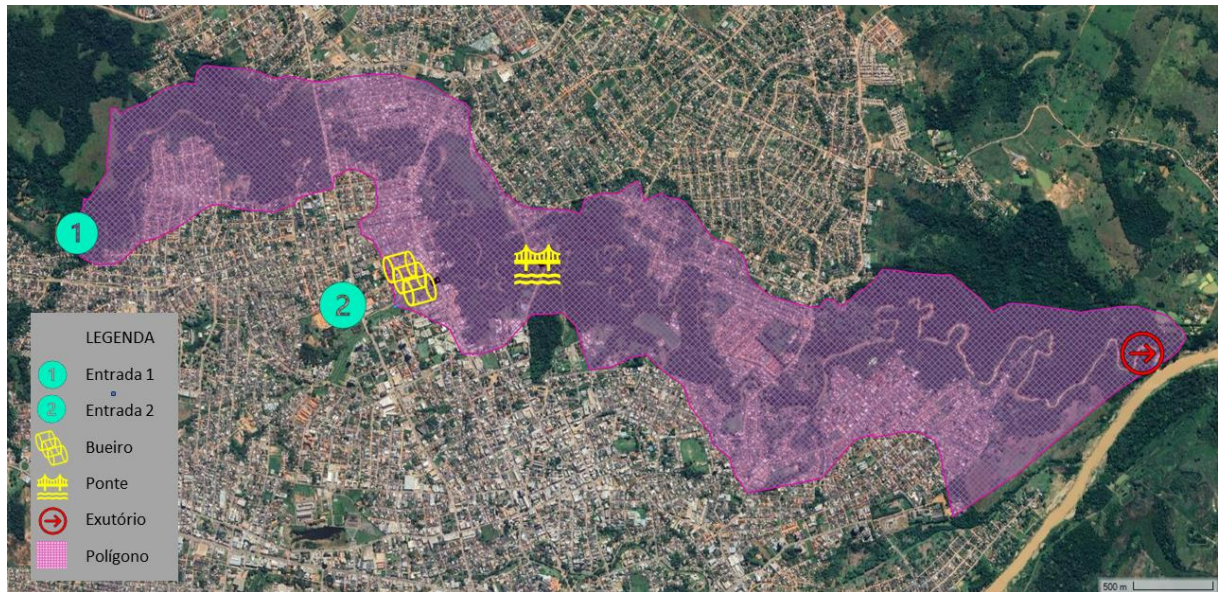 1
2
LEGENDA
1 Entrada 1
2 Entrada 2
Bueiro
Ponte
Exutório
Polígono
500 m